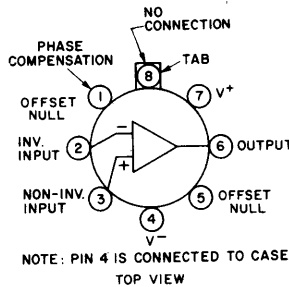 NO
CONNECTION
PHASE
COMPENSATION
TAB
8
1
7
V+
OFFSET
NULL
INV.
INPUT
2
−
6
OUTPUT
+
NON-INV.
INPUT
3
5
OFFSET
NULL
4
V−
NOTE: PIN 4 IS CONNECTED TO CASE
TOP VIEW